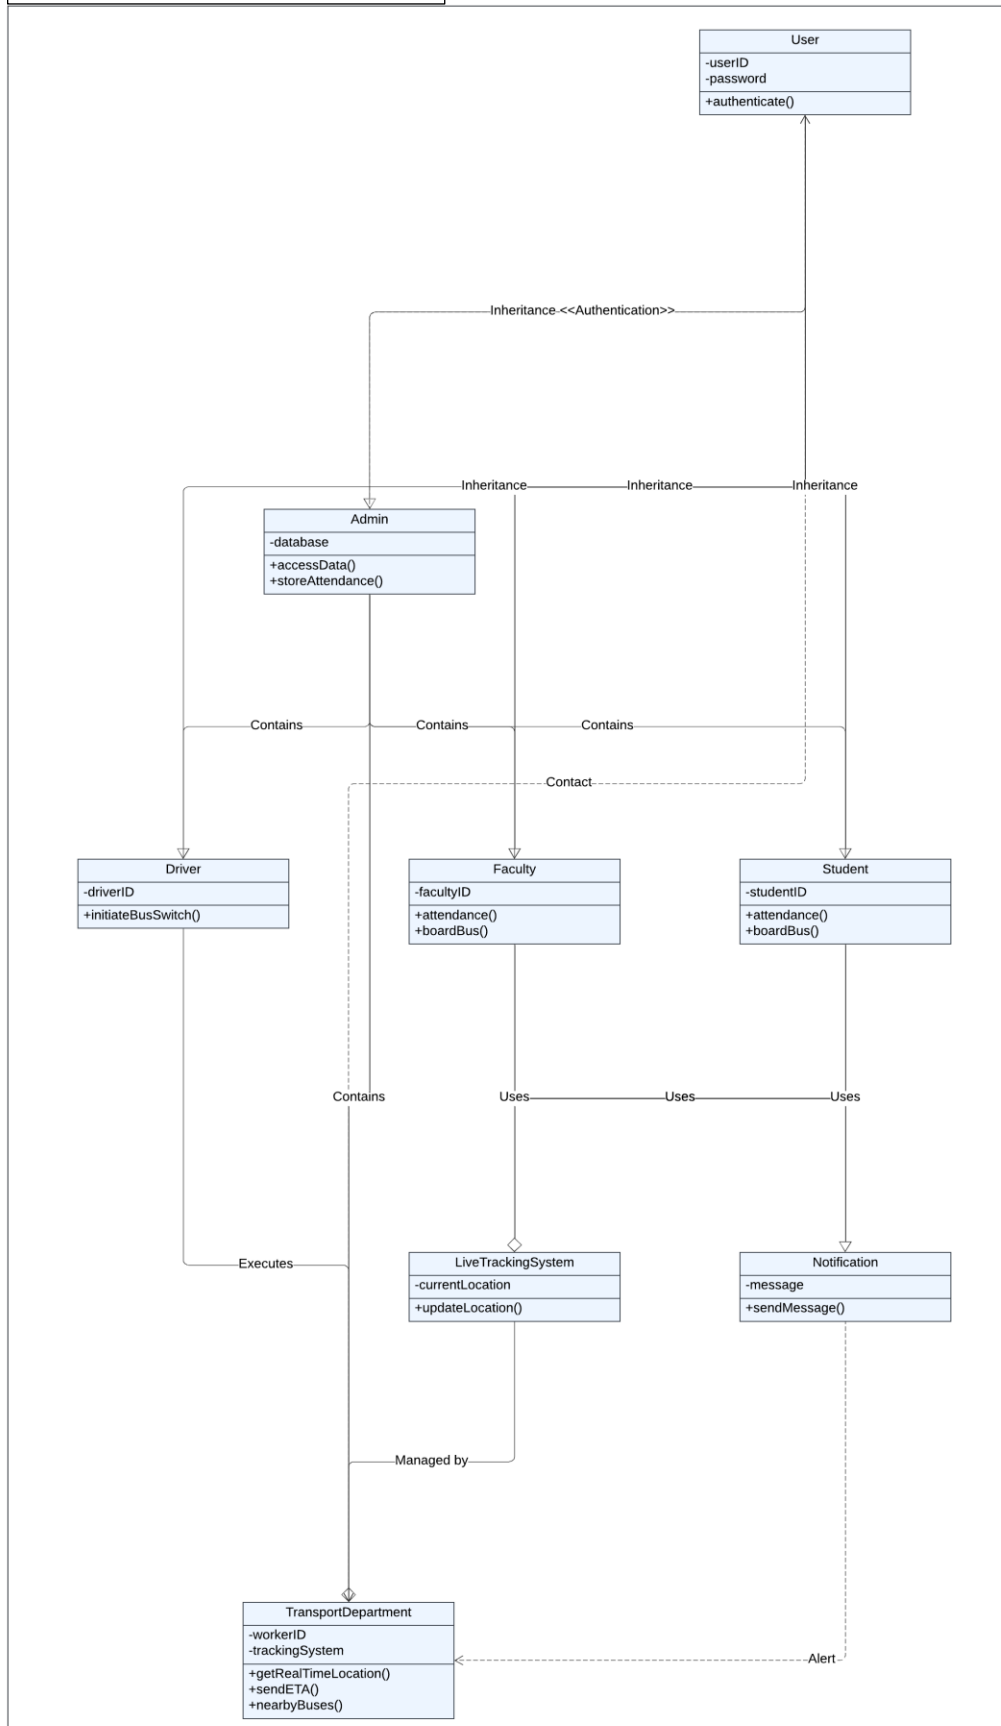 User
-userID
-password
+authenticate()
Inheritance <<Authentication>>
Inheritance
Inheritance
Inheritance
Admin
-database
+accessData()
+storeAttendance()
Contains
Contains
Contains
Contact
Driver
-driverID
+initiateBusSwitch()
Faculty
-facultyID
+attendance()
+boardBus()
Student
-studentID
+attendance()
+boardBus()
Contains
Uses
Uses
Uses
Executes
LiveTrackingSystem
-currentLocation
+updateLocation()
Notification
-message
+sendMessage()
Managed by
TransportDepartment
-workerID
-trackingSystem
+getRealTimeLocation()
+sendETA()
+nearbyBuses()
Alert